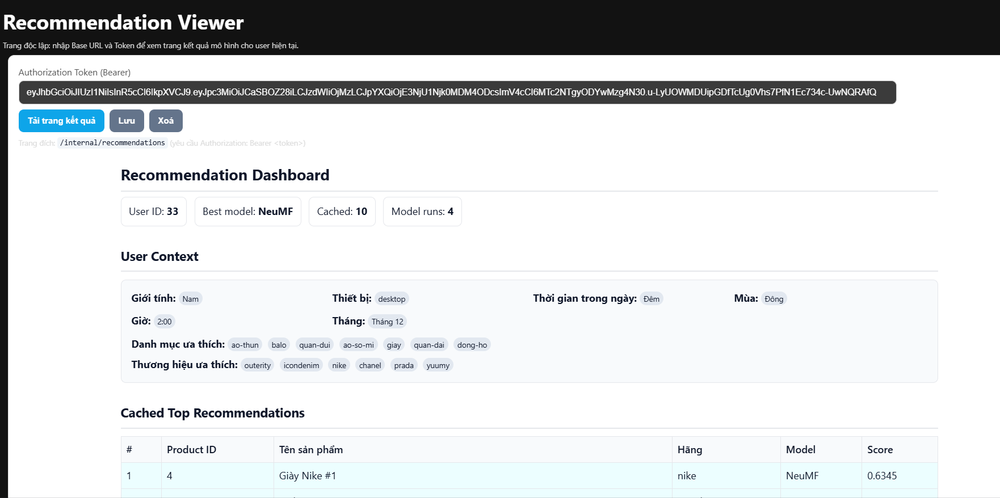 Recommendation Viewer
Trang độc lập: nhập Base URL và Token để xem trang kết quả mô hình cho user hiện tại.
Authorization Token (Bearer)
eyJhbGciOiJIUzI1NiIsInR5cCI6IkpXVCJ9.eyJpc3MiOiJCaSBOZ28iLCJzdWIiOjMzLCJpYXQiOjE3NjU1Njk0MDM4ODcsImV4cCI6MTc2NTgyODYwMzg4N30.u-LyUOWMDUipGDfTcUg0Vhs7PfN1Ec734c-UwNQRAfQ
Tải trang kết quả Lưu Xoá
Trang đích: /internal/recommendations (yêu cầu Authorization: Bearer <token>)
Recommendation Dashboard
User ID: 33 Best model: NeuMF Cached: 10 Model runs: 4
User Context
Giới tính: Nam Thiết bị: desktop Thời gian trong ngày: Đêm Mùa: Đông
Giờ: 2:00 Tháng: Tháng 12
Danh mục ưa thích: ao-thun balo quan-dui ao-so-mi giay quan-dai dong-ho
Thương hiệu ưa thích: outerity icondenim nike chanel prada yuumy
Cached Top Recommendations
# Product ID Tên sản phẩm Hãng Model Score
1 4 Giày Nike #1 nike NeuMF 0.6345